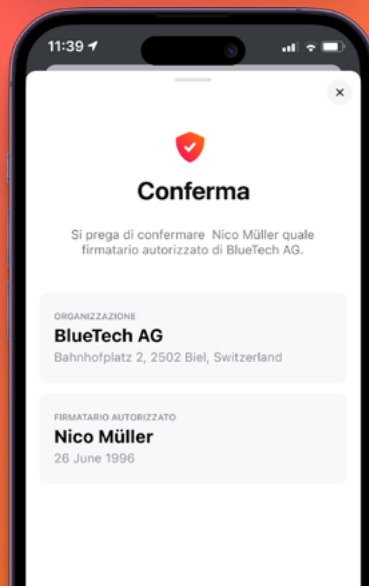 11:39
Conferma
Si prega di confermare Nico Müller quale
firmatario autorizzato di BlueTech AG.
ORGANIZZAZIONE
BlueTech AG
Bahnhofplatz 2, 2502 Biel, Switzerland
FIRMATARIO AUTORIZZATO
Nico Müller
26 June 1996